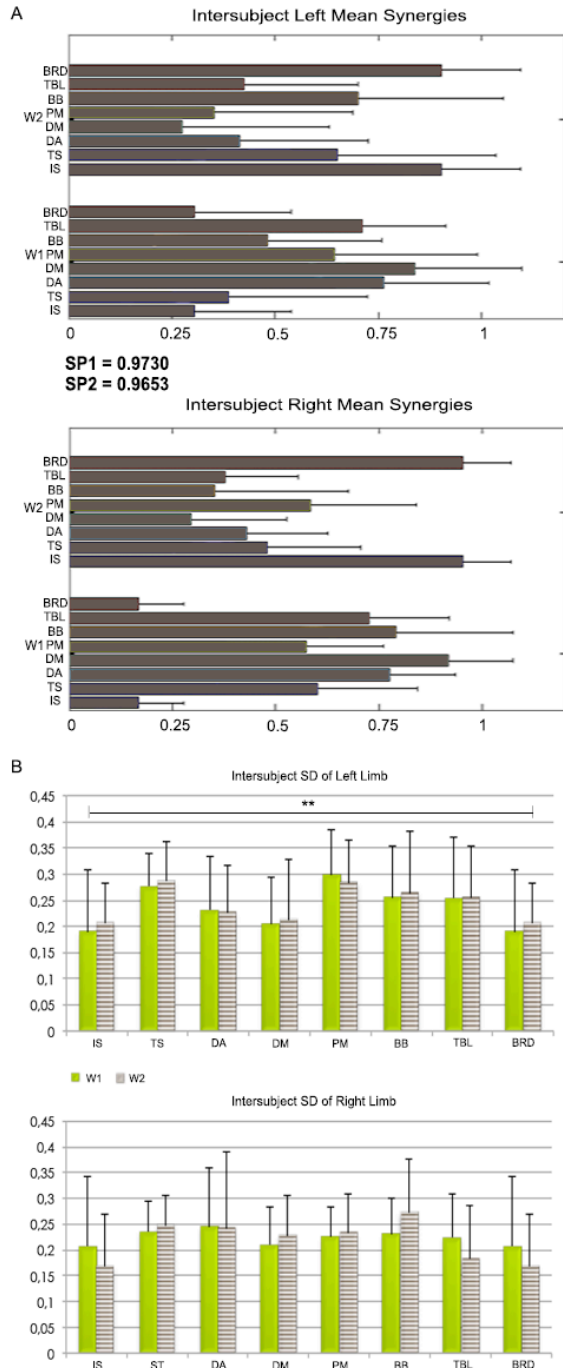 A
Intersubject Left Mean Synergies
BRD
TBL
BB
W2 PM
DM
DA
TS
IS
BRD
TBL
BB
W1 PM
DM
DA
TS
IS
0 0.25 0.5 0.75 1
SP1 = 0.9730
SP2 = 0.9653
Intersubject Right Mean Synergies
BRD
TBL
BB
W2 PM
DM
DA
TS
IS
BRD
TBL
BB
W1 PM
DM
DA
TS
IS
0 0.25 0.5 0.75 1
B
Intersubject SD of Left Limb
0,45
**
0,4
0,35
0,3
0,25
0,2
0,15
0,1
0,05
0
IS TS DA DM PM BB TBL BRD
W1 W2
Intersubject SD of Right Limb
0,45
0,4
0,35
0,3
0,25
0,2
0,15
0,1
0,05
0
IS ST DA DM PM BB TBL BRD